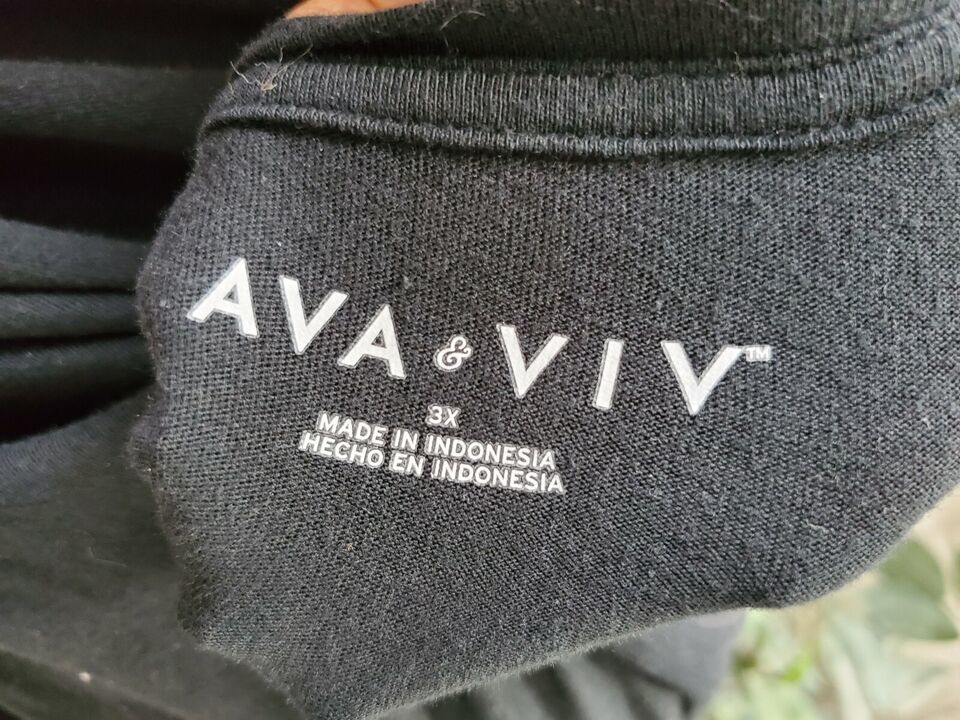 AVA & VIV™
3X
MADE IN INDONESIA
HECHO EN INDONESIA